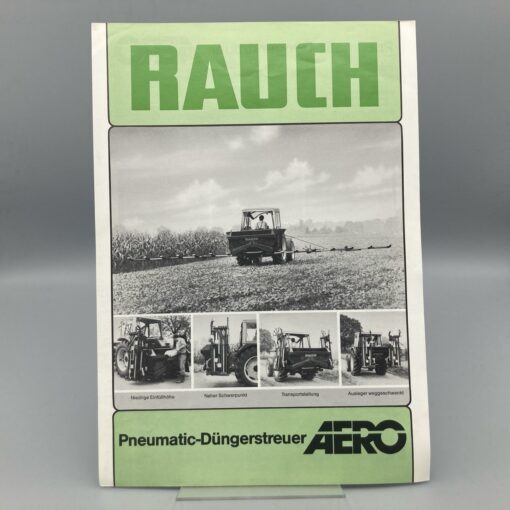 RAUCH
Niedrige Einfüllhöhe
Naher Schwerpunkt
Transportstellung
Ausleger weggeschwenkt
Pneumatic-Düngerstreuer AERO